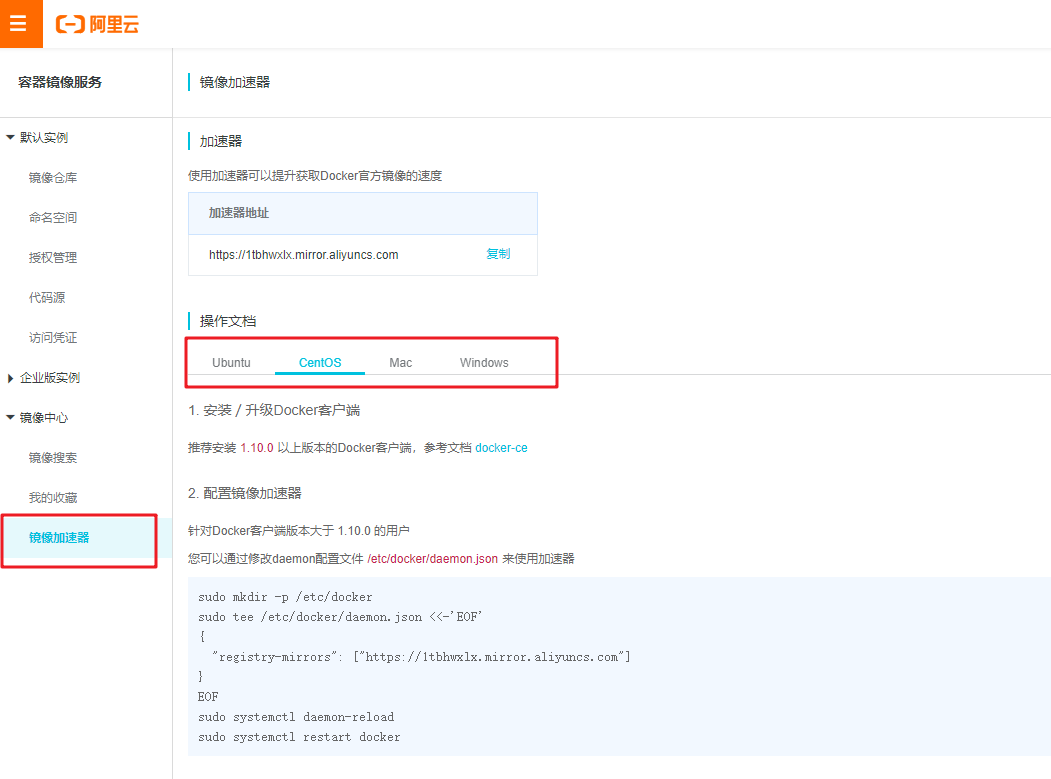 阿里云
容器镜像服务
默认实例
镜像仓库
命名空间
授权管理
代码源
访问凭证
企业版实例
镜像中心
镜像搜索
我的收藏
镜像加速器
镜像加速器
加速器
使用加速器可以提升获取Docker官方镜像的速度
加速器地址
https://1tbhwxlx.mirror.aliyuncs.com 复制
操作文档
Ubuntu CentOS Mac Windows
1. 安装 / 升级Docker客户端
推荐安装 1.10.0 以上版本的Docker客户端，参考文档 docker-ce
2. 配置镜像加速器
针对Docker客户端版本大于 1.10.0 的用户
您可以通过修改daemon配置文件 /etc/docker/daemon.json 来使用加速器
sudo mkdir -p /etc/docker
sudo tee /etc/docker/daemon.json <<-'EOF'
{
  "registry-mirrors": ["https://1tbhwxlx.mirror.aliyuncs.com"]
}
EOF
sudo systemctl daemon-reload
sudo systemctl restart docker